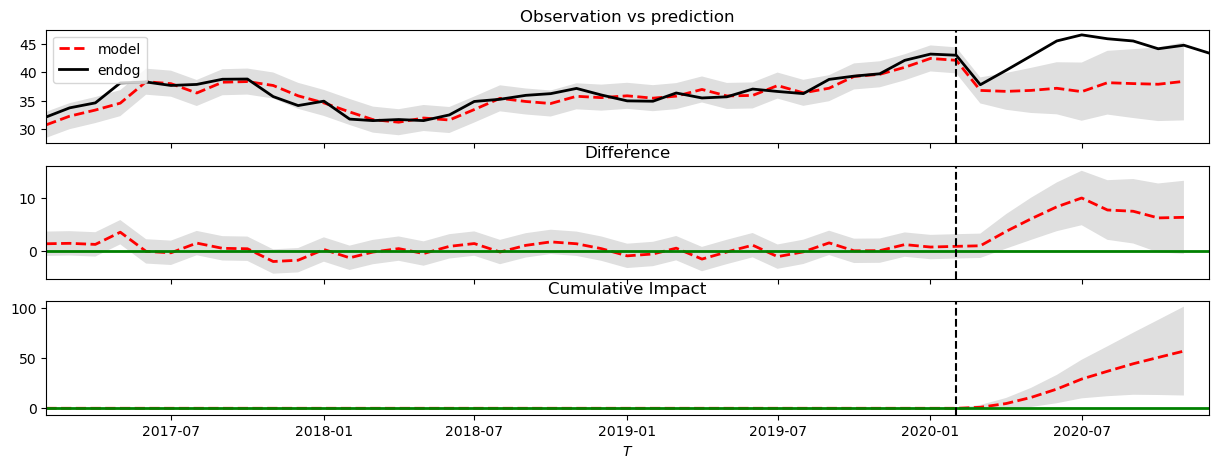 Observation vs prediction
45
40
35
30
model
endog
Difference
10
0
Cumulative Impact
100
50
0
2017-07
2018-01
2018-07
2019-01
2019-07
2020-01
2020-07
T